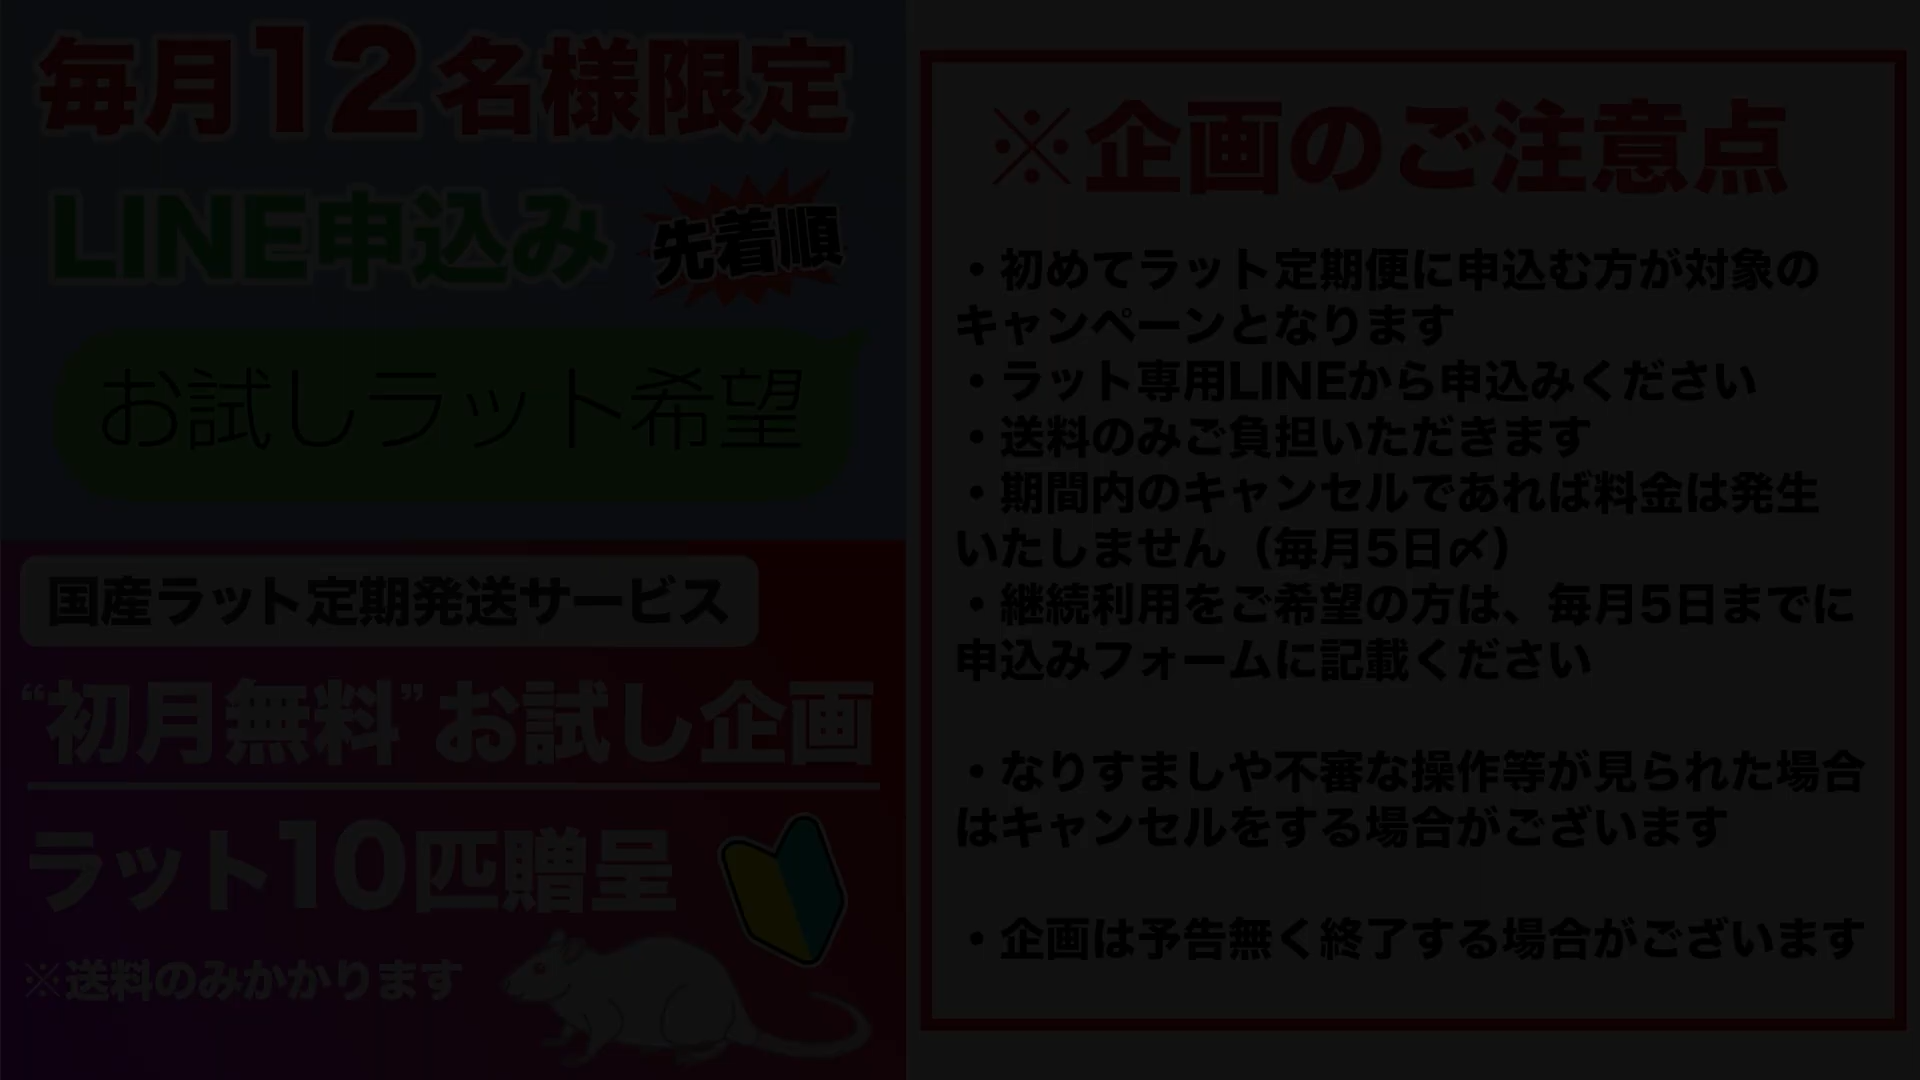 毎月12名様限定
LINE申込み
先着順
お試しラット希望
国産ラット定期発送サービス
“初月無料”お試し企画
ラット10匹贈呈
※送料のみかかります
※企画のご注意点
・初めてラット定期便に申込む方が対象の
キャンペーンとなります
・ラット専用LINEから申込みください
・送料のみご負担いただきます
・期間内のキャンセルであれば料金は発生
いたしません（毎月5日〆）
・継続利用をご希望の方は、毎月5日までに
申込みフォームに記載ください
・なりすましや不審な操作等が見られた場合
はキャンセルをする場合がございます
・企画は予告無く終了する場合がございます